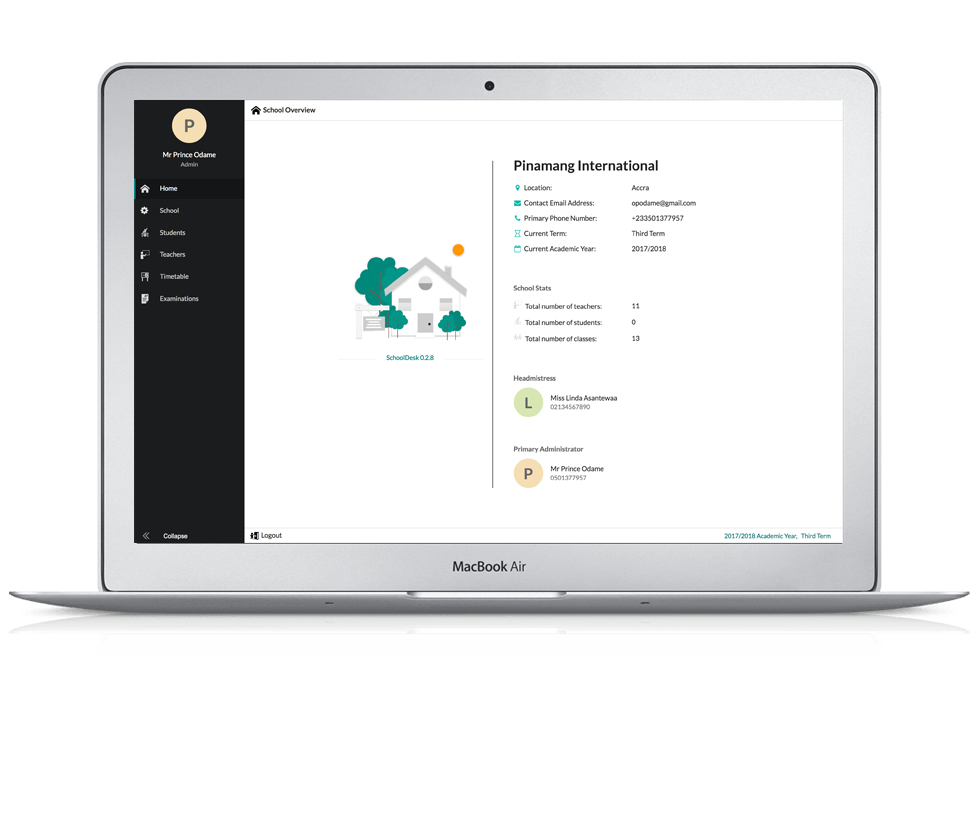 P
Mr Prince Odame
Admin
Home
School
Students
Teachers
Timetable
Examinations
Collapse
School Overview
SchoolDesk 0.2.8
Pinamang International
Location: Accra
Contact Email Address: opodame@gmail.com
Primary Phone Number: +233501377957
Current Term: Third Term
Current Academic Year: 2017/2018
School Stats
Total number of teachers: 11
Total number of students: 0
Total number of classes: 13
Headmistress
L
Miss Linda Asantewaa
02134567890
Primary Administrator
P
Mr Prince Odame
0501377957
Logout
2017/2018 Academic Year, Third Term
MacBook Air